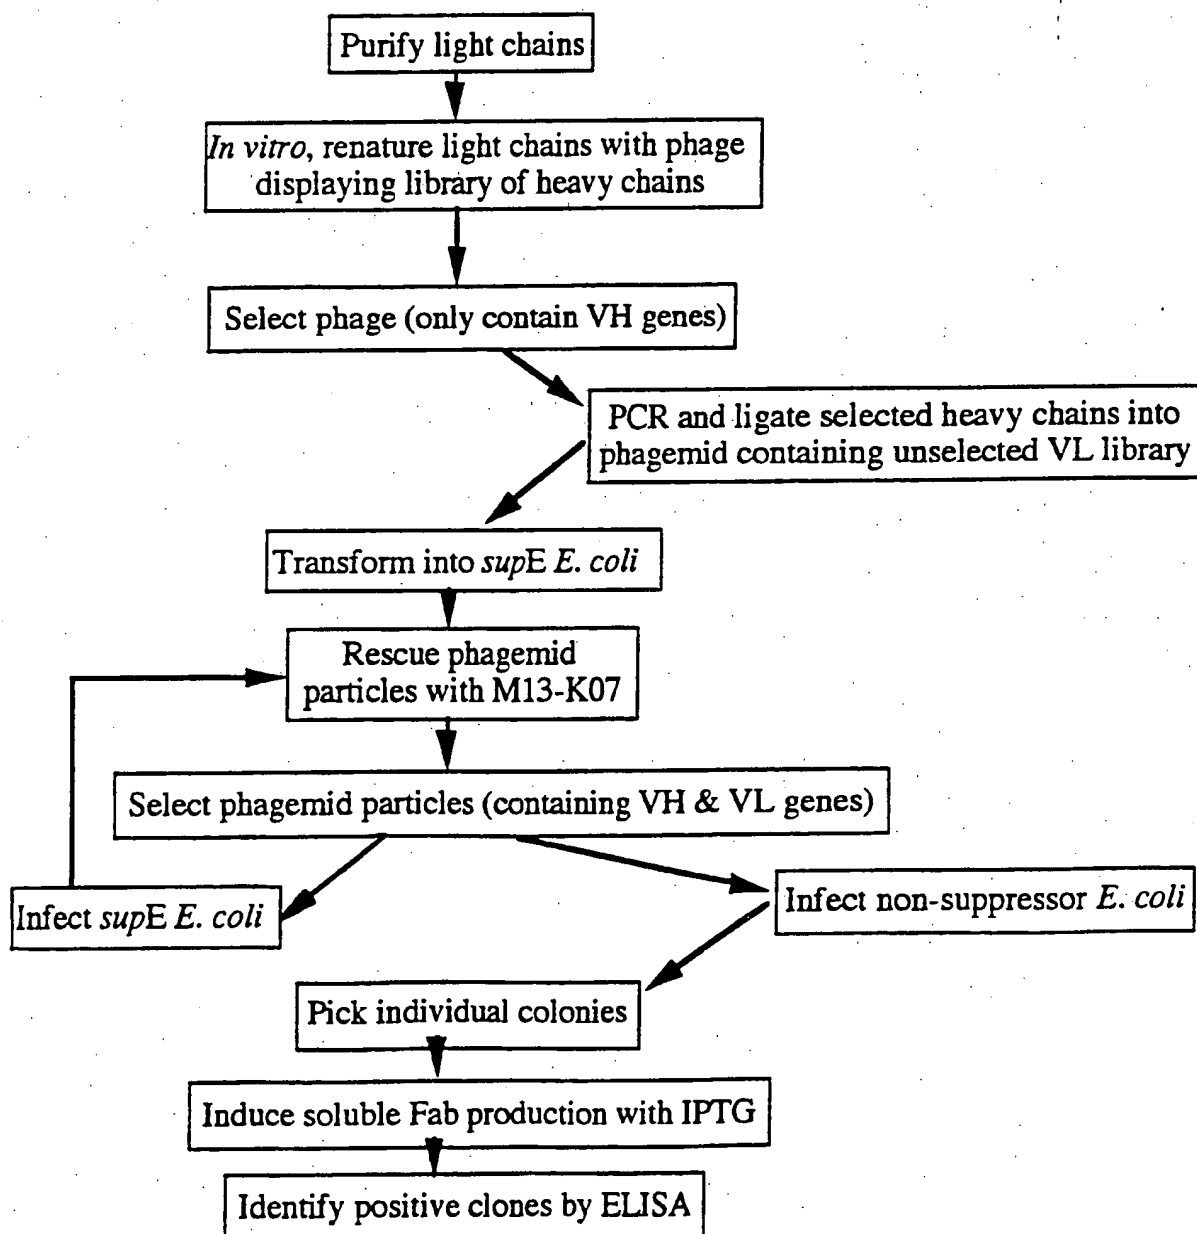 Purify light chains
In vitro, renature light chains with phage
displaying library of heavy chains
Select phage (only contain VH genes)
PCR and ligate selected heavy chains into
phagemid containing unselected VL library
Transform into supE E. coli
Rescue phagemid
particles with M13-K07
Select phagemid particles (containing VH & VL genes)
Infect supE E. coli
Infect non-suppressor E. coli
Pick individual colonies
Induce soluble Fab production with IPTG
Identify positive clones by ELISA